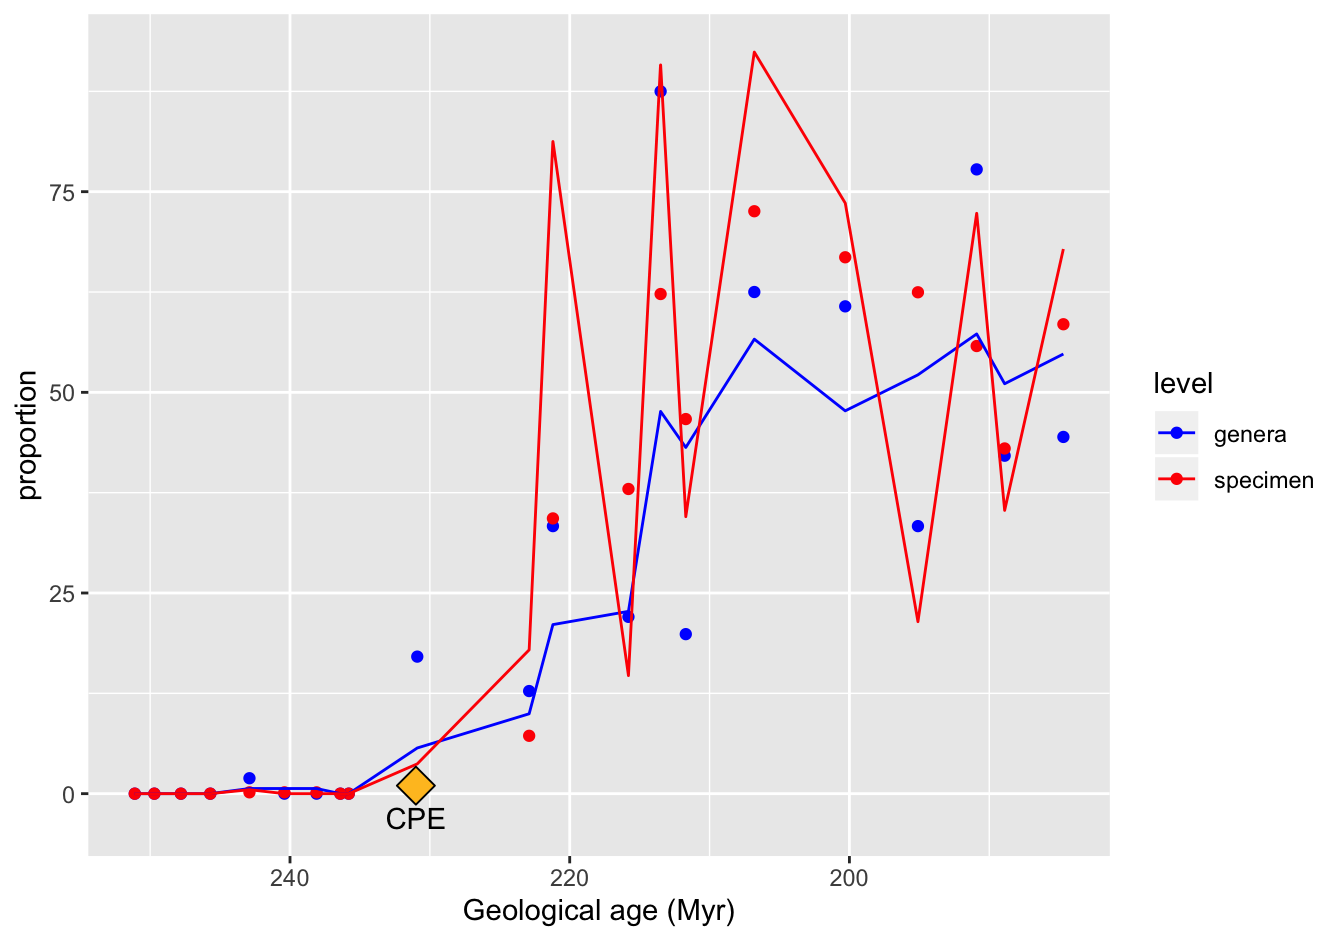 proportion
75
50
25
0
CPE
240
220
200
Geological age (Myr)
level
genera
specimen